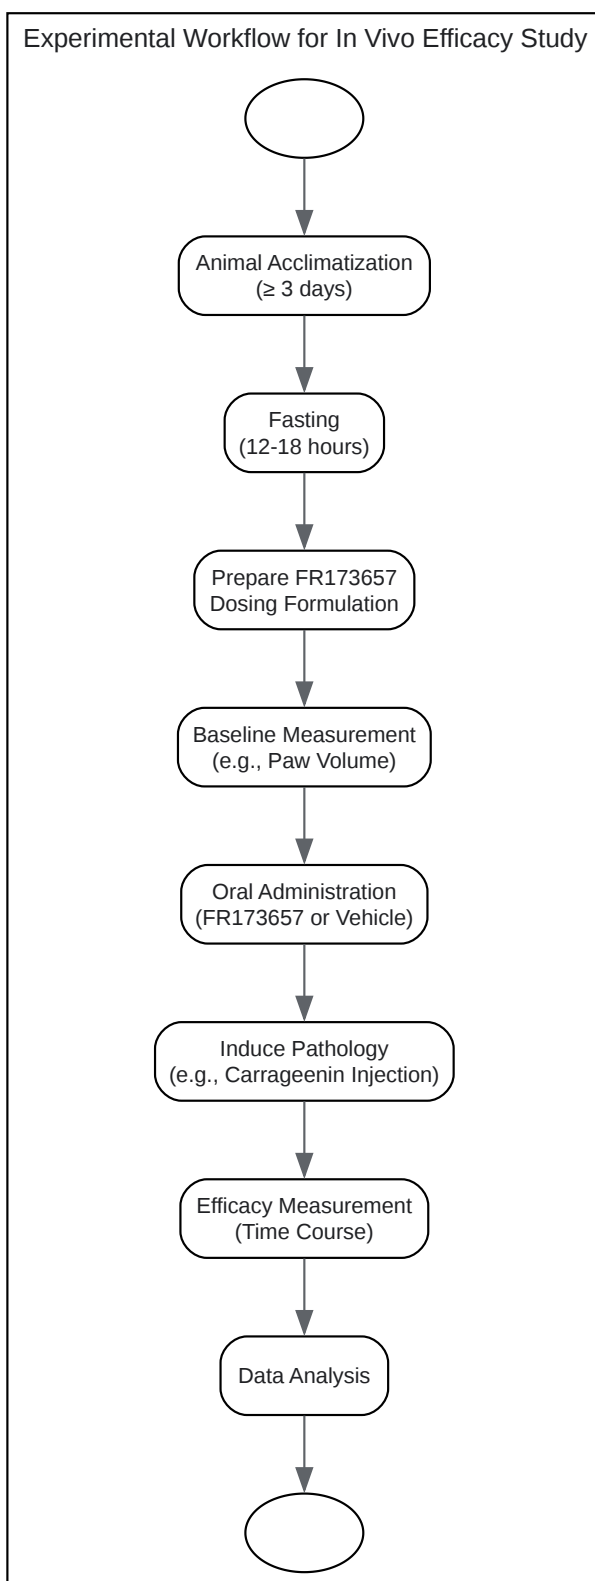 Experimental Workflow for In Vivo Efficacy Study
Animal Acclimatization
(≥ 3 days)
Fasting
(12-18 hours)
Prepare FR173657
Dosing Formulation
Baseline Measurement
(e.g., Paw Volume)
Oral Administration
(FR173657 or Vehicle)
Induce Pathology
(e.g., Carrageenin Injection)
Efficacy Measurement
(Time Course)
Data Analysis